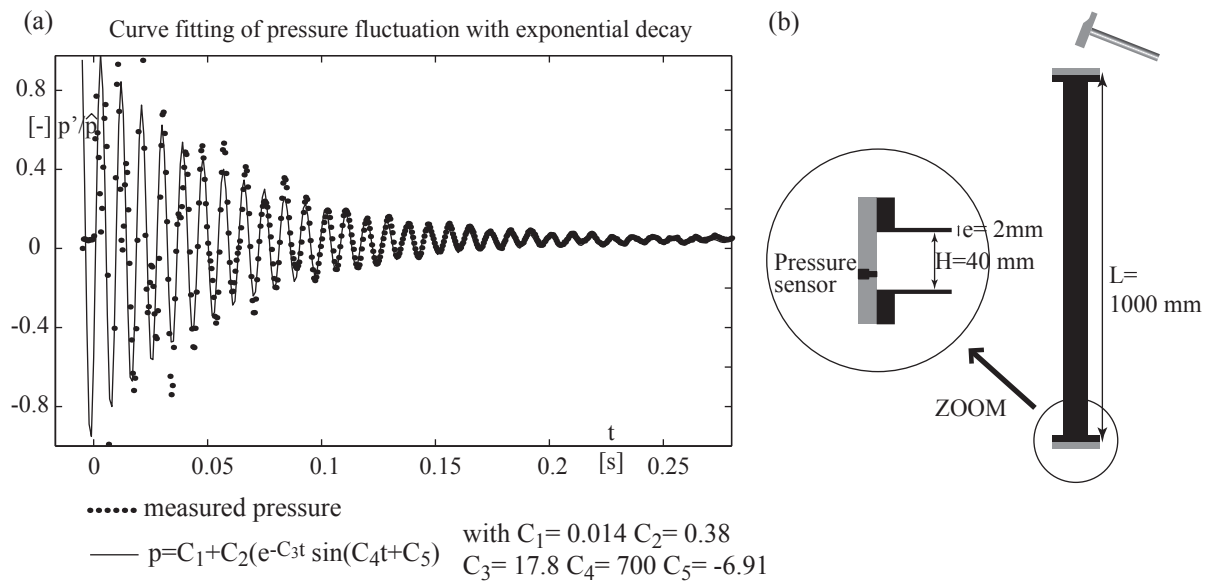 (a)
Curve fitting of pressure fluctuation with exponential decay
0.8
[-] p'/p̂
0.4
0
-0.4
-0.8
t
[s]
0 0.05 0.1 0.15 0.2 0.25
measured pressure
p=C₁+C₂(e-C3t sin(C₄t+C₅)
with C₁= 0.014 C₂= 0.38
C₃= 17.8 C₄= 700 C₅= -6.91
(b)
e= 2mm
H=40 mm
Pressure
sensor
L=
1000 mm
ZOOM